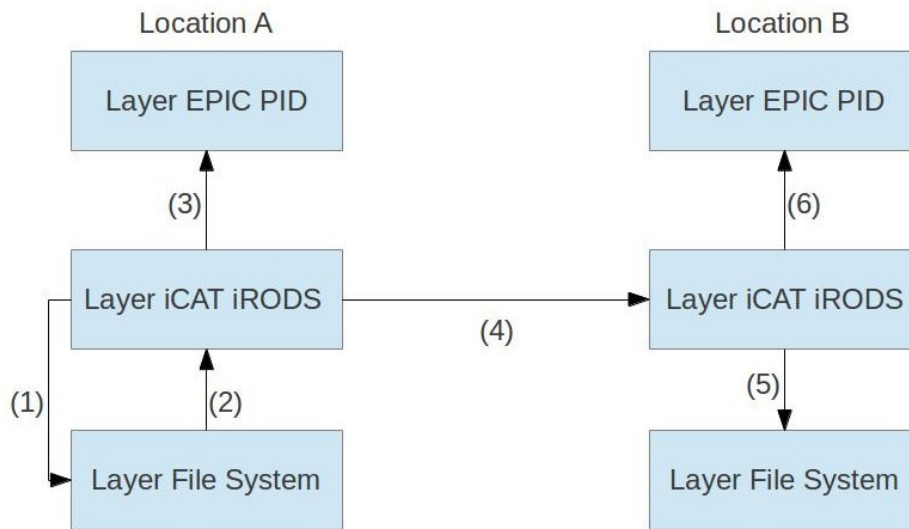 Location A
Location B
Layer EPIC PID
Layer EPIC PID
(3)
(6)
Layer iCAT iRODS
Layer iCAT iRODS
(4)
(1)
(2)
(5)
Layer File System
Layer File System